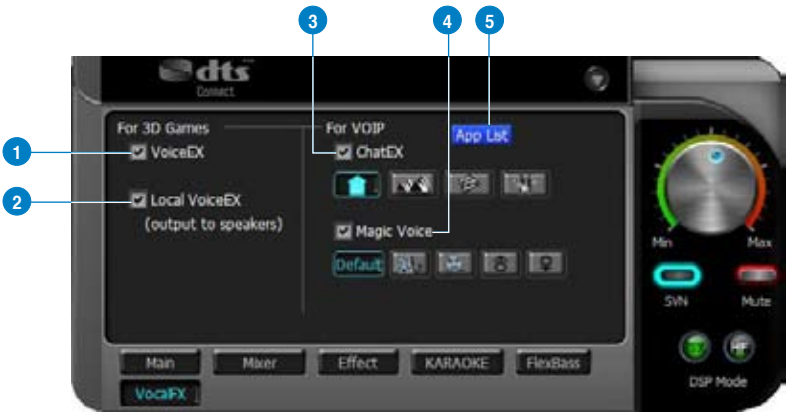 3 4 5
dts
Connect
For 3D Games For VOIP App List
1 VoiceEX ChatEX
2 Local VoiceEX
(output to speakers)
Magic Voice
Default
Min Max
SVN Mute
Main Mixer Effect KARAOKE FlexBass
DSP Mode
VocalFX